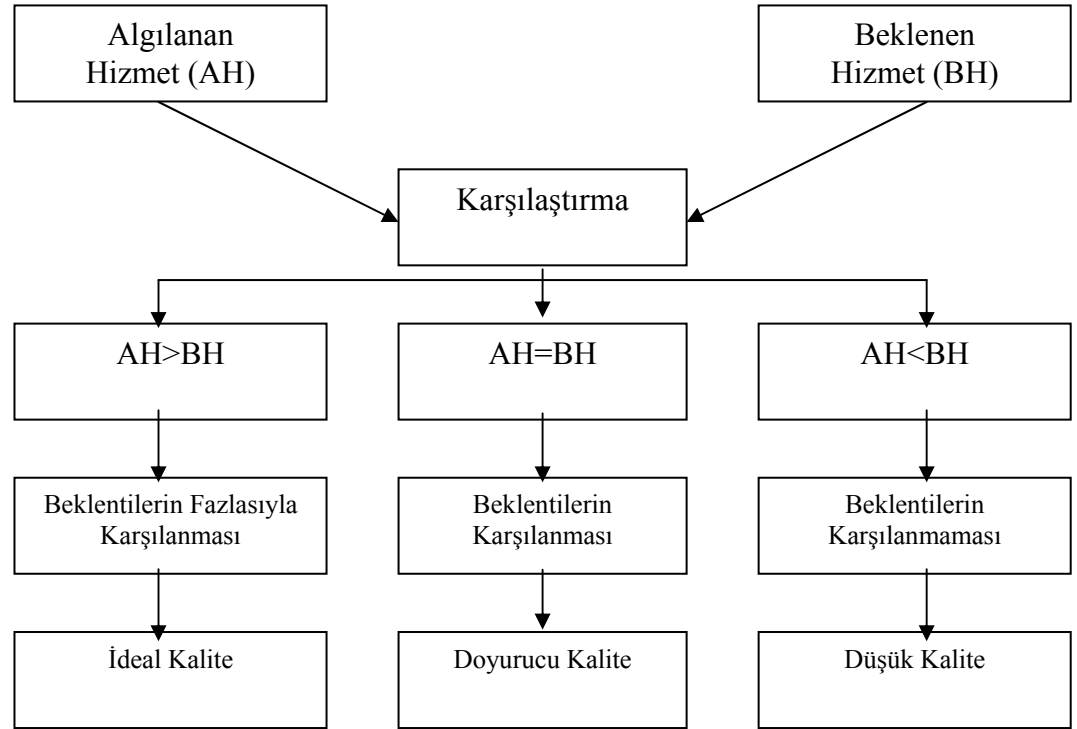 Algılanan
Hizmet (AH)
Beklenen
Hizmet (BH)
Karşılaştırma
AH>BH
AH=BH
AH<BH
Beklentilerin Fazlasıyla
Karşılanması
Beklentilerin
Karşılanması
Beklentilerin
Karşılanmaması
İdeal Kalite
Doyurucu Kalite
Düşük Kalite